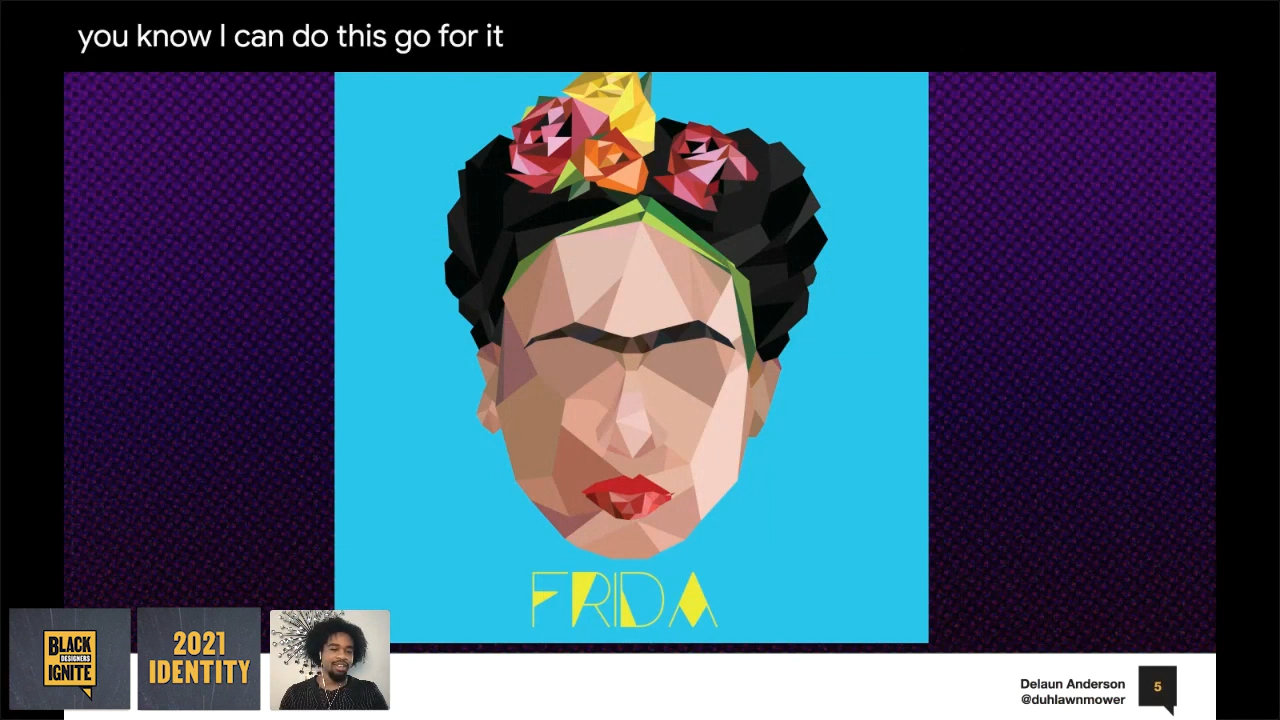 you know I can do this go for it
FRIDA
BLACK
DESIGNERS
IGNITE
2021
IDENTITY
Delaun Anderson
@duhlawnmower
5